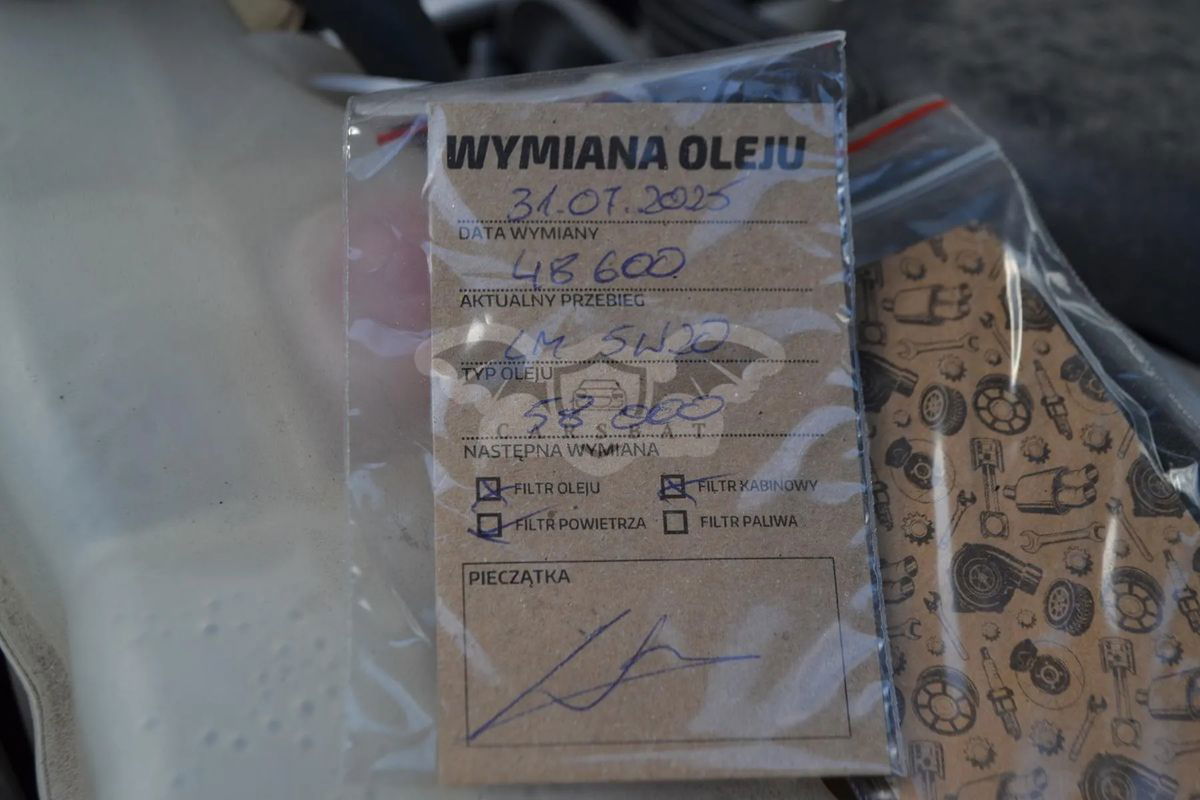 WYMIANA OLEJU
31.07.2025
DATA WYMIANY
48 600
AKTUALNY PRZEBIEG
LM 5W20
TYP OLEJU
58 000
CARSBAT
NASTĘPNA WYMIANA
FILTR OLEJU FILTR KABINOWY
FILTR POWIETRZA FILTR PALIWA
PIECZĄTKA